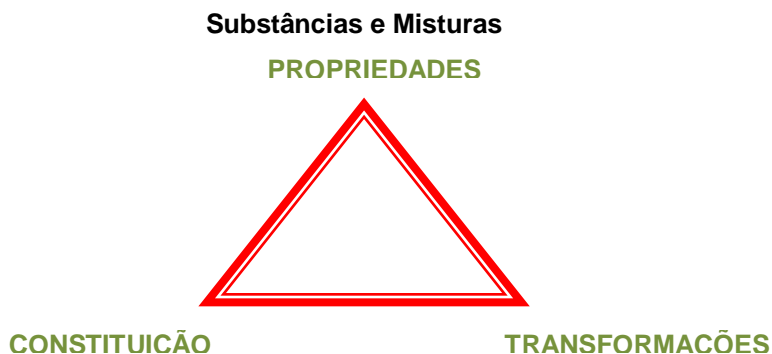 Substâncias e Misturas
PROPRIEDADES
CONSTITUIÇÃO
TRANSFORMAÇÕES